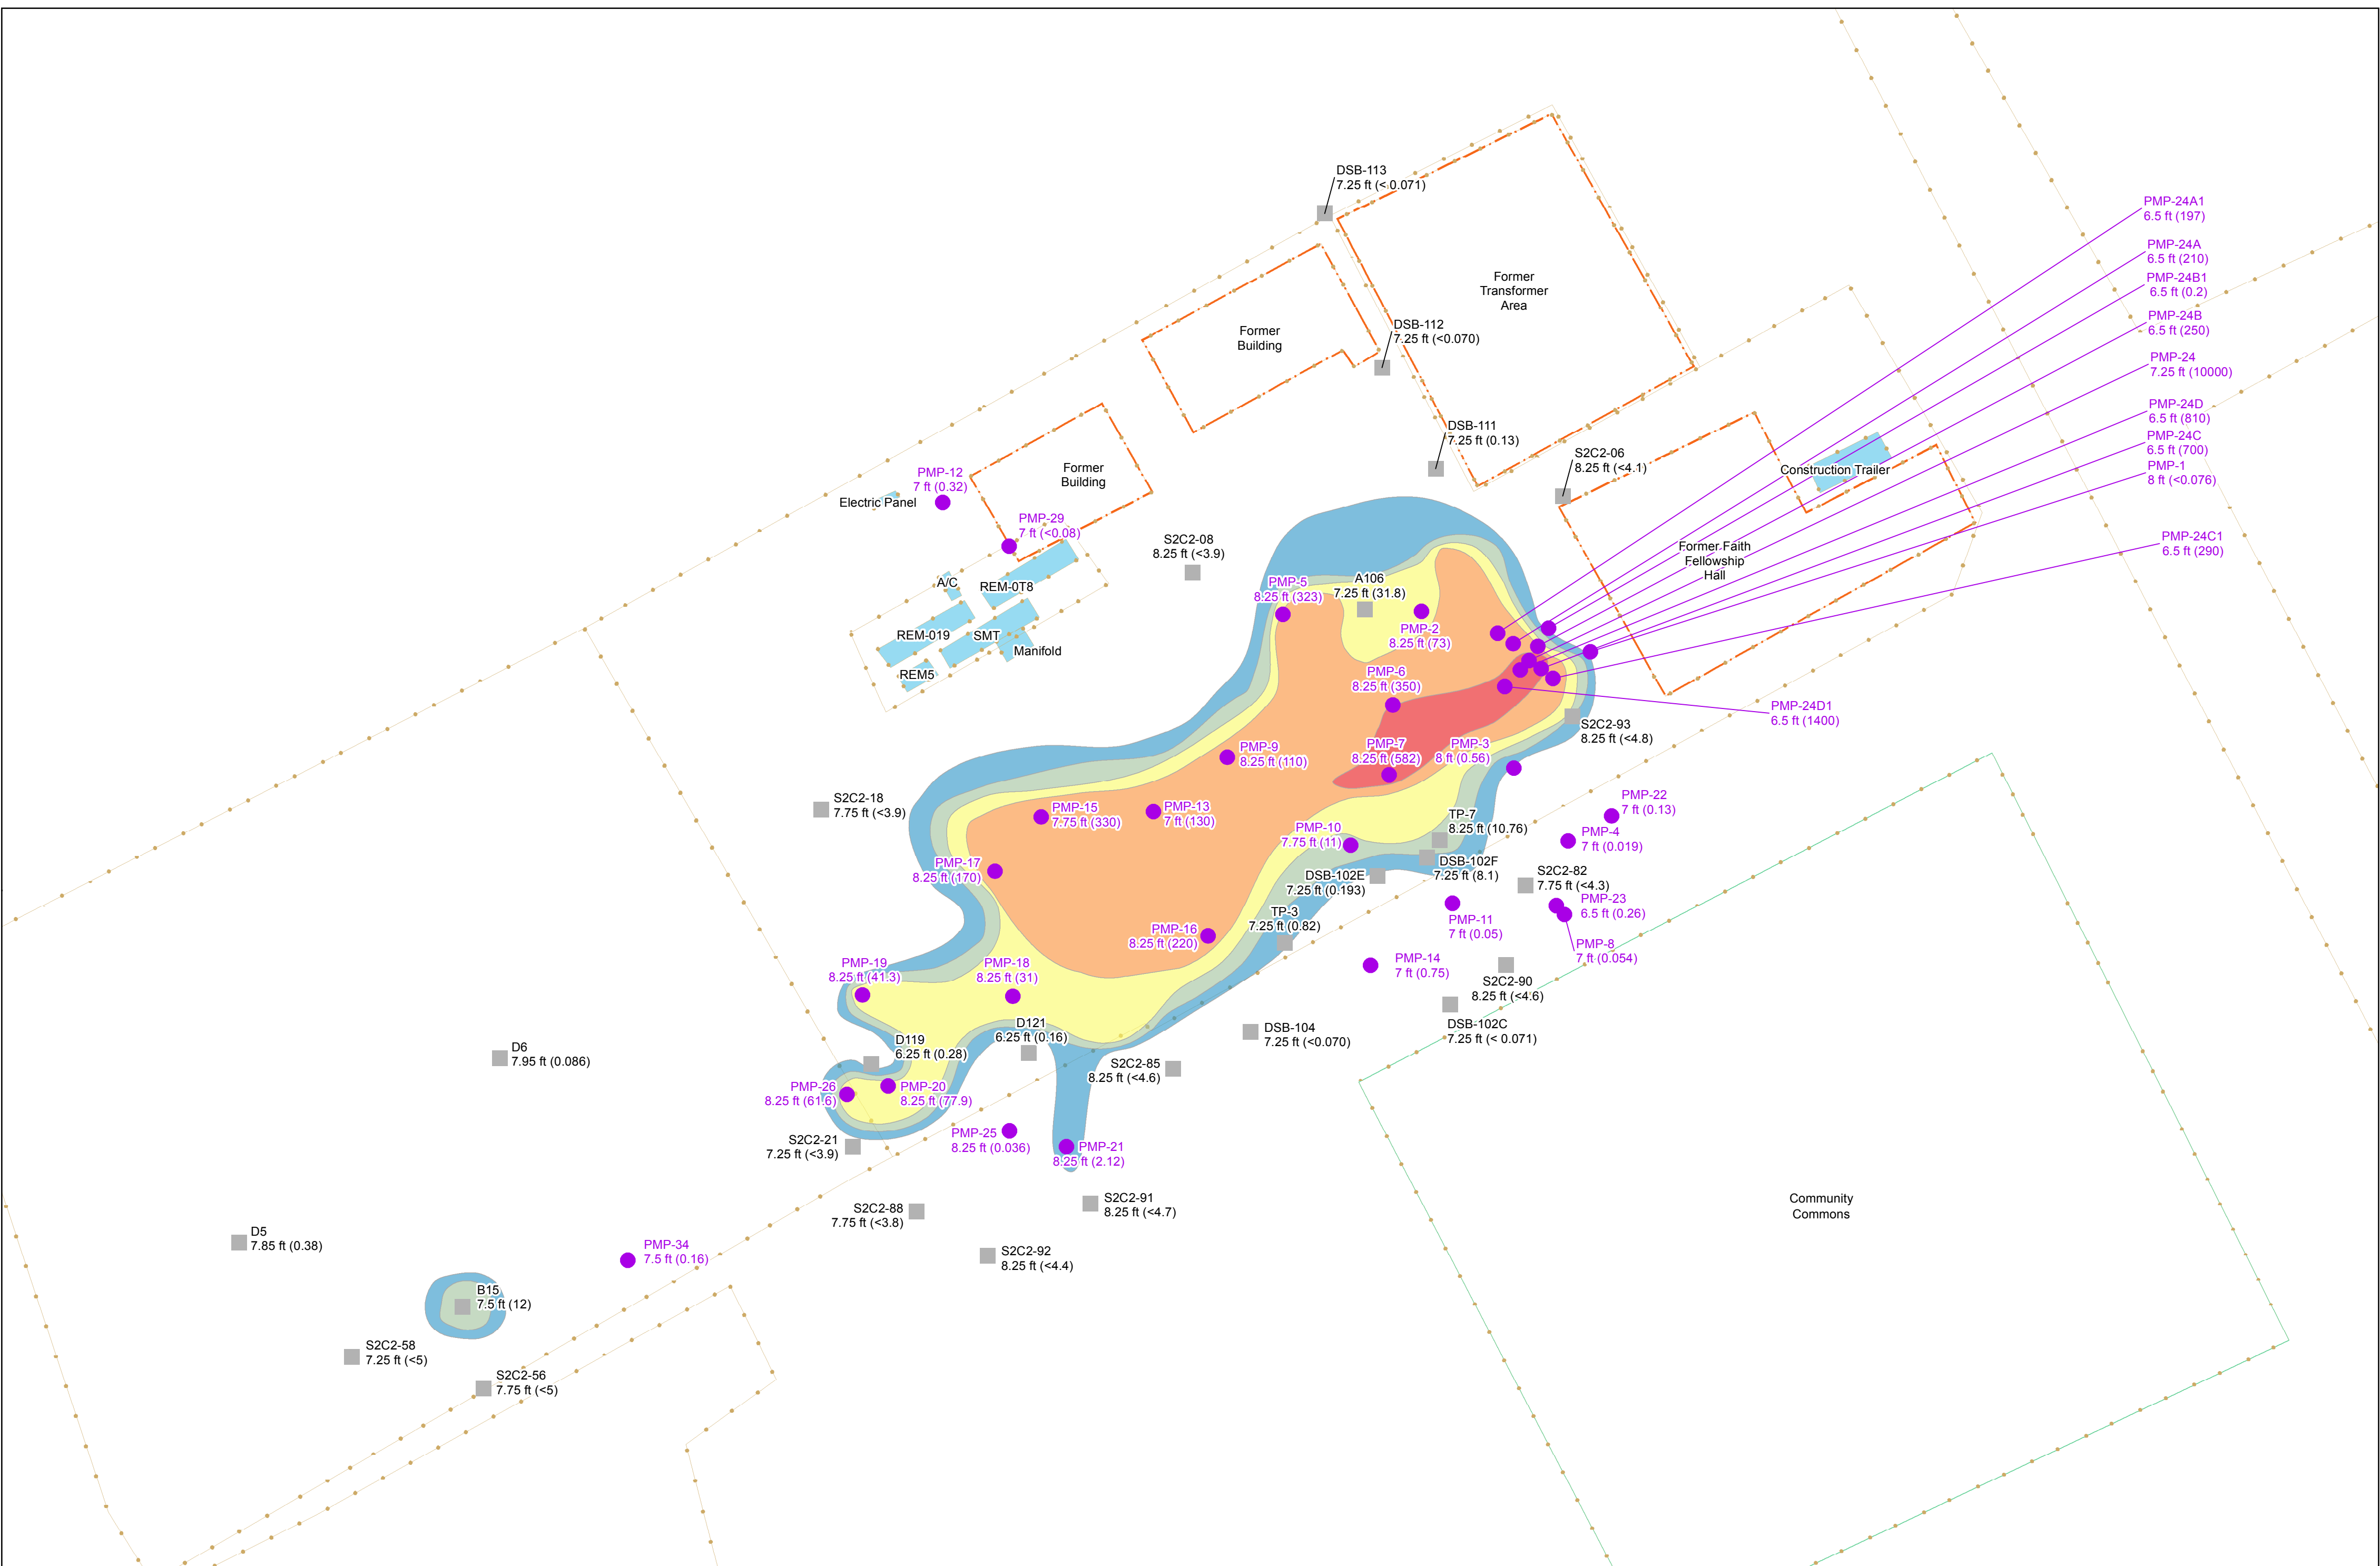 DSB-113
7.25 ft (< 0.071)
PMP-24A1
6.5 ft (197)
PMP-24A
6.5 ft (210)
PMP-24B1
6.5 ft (0.2)
Former
Transformer
Area
PMP-24B
6.5 ft (250)
DSB-112
7.25 ft (<0.070)
Former
Building
PMP-24
7.25 ft (10000)
PMP-24D
6.5 ft (810)
DSB-111
7.25 ft (0.13)
PMP-24C
6.5 ft (700)
S2C2-06
8.25 ft (<4.1)
Construction Trailer
PMP-1
8 ft (<0.076)
Former
Building
PMP-12
7 ft (0.32)
Electric Panel
PMP-29
7 ft (<0.08)
S2C2-08
8.25 ft (<3.9)
Former Faith
Fellowship
Hall
PMP-24C1
6.5 ft (290)
A/C
REM-0T8
PMP-5
8.25 ft (323)
A106
7.25 ft (31.8)
REM-019
SMT
Manifold
PMP-2
8.25 ft (73)
REM5
PMP-6
8.25 ft (350)
PMP-24D1
6.5 ft (1400)
S2C2-93
8.25 ft (<4.8)
PMP-9
8.25 ft (110)
PMP-7
8.25 ft (582)
PMP-3
8 ft (0.56)
S2C2-18
7.75 ft (<3.9)
PMP-15
7.75 ft (330)
PMP-13
7 ft (130)
PMP-22
7 ft (0.13)
TP-7
8.25 ft (10.76)
PMP-10
7.75 ft (11)
PMP-4
7 ft (0.019)
PMP-17
8.25 ft (170)
DSB-102F
7.25 ft (8.1)
DSB-102E
7.25 ft (0.193)
S2C2-82
7.75 ft (<4.3)
PMP-23
6.5 ft (0.26)
TP-3
7.25 ft (0.82)
PMP-11
7 ft (0.05)
PMP-16
8.25 ft (220)
PMP-8
7 ft (0.054)
PMP-14
7 ft (0.75)
PMP-19
8.25 ft (41.3)
PMP-18
8.25 ft (31)
S2C2-90
8.25 ft (<4.6)
D121
6.25 ft (0.16)
DSB-104
7.25 ft (<0.070)
DSB-102C
7.25 ft (< 0.071)
D119
6.25 ft (0.28)
D6
7.95 ft (0.086)
S2C2-85
8.25 ft (<4.6)
PMP-26
8.25 ft (61.6)
PMP-20
8.25 ft (77.9)
PMP-25
8.25 ft (0.036)
S2C2-21
7.25 ft (<3.9)
PMP-21
8.25 ft (2.12)
S2C2-91
8.25 ft (<4.7)
Community
Commons
S2C2-88
7.75 ft (<3.8)
D5
7.85 ft (0.38)
PMP-34
7.5 ft (0.16)
S2C2-92
8.25 ft (<4.4)
B15
7.5 ft (12)
S2C2-58
7.25 ft (<5)
S2C2-56
7.75 ft (<5)